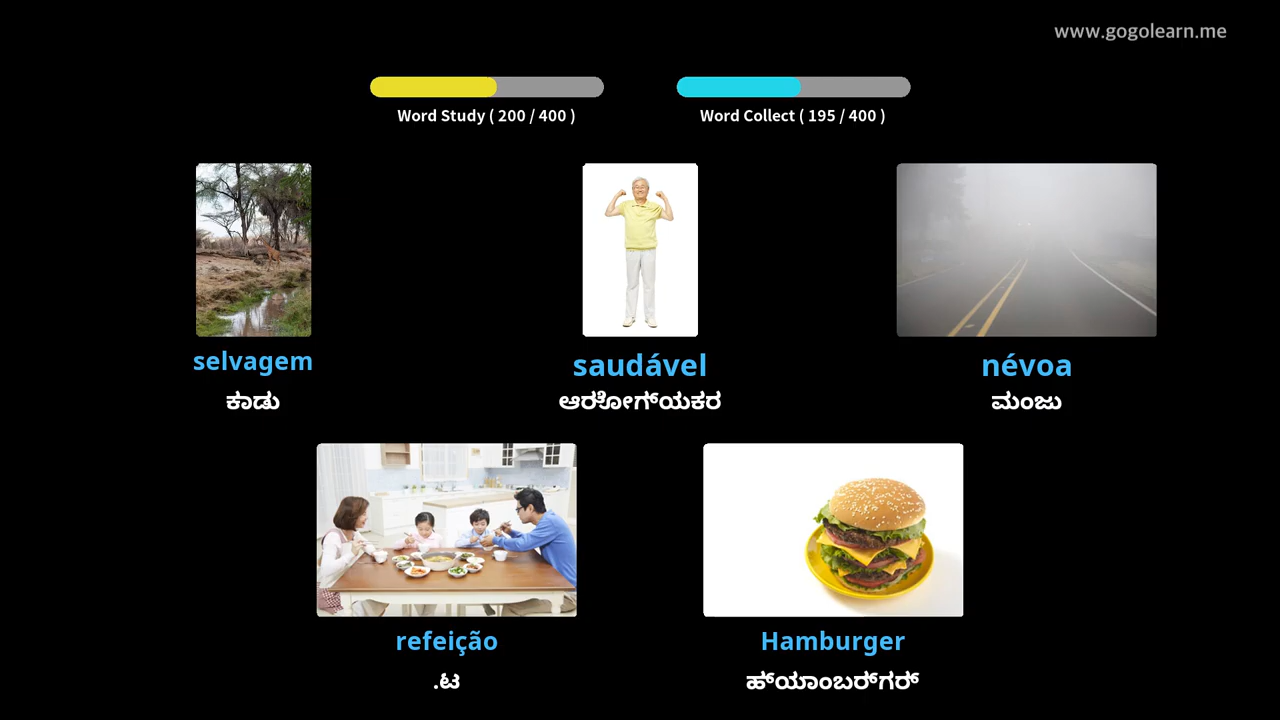 www.gogolearn.me
Word Study ( 200 / 400 )
Word Collect ( 195 / 400 )
selvagem
saudável
névoa
ಕಾಡು
ಆರೋಗ್ಯಕರ
ಮಂಜು
refeição
Hamburger
.ಟ
ಹ್ಯಾಂಬರ್ಗರ್